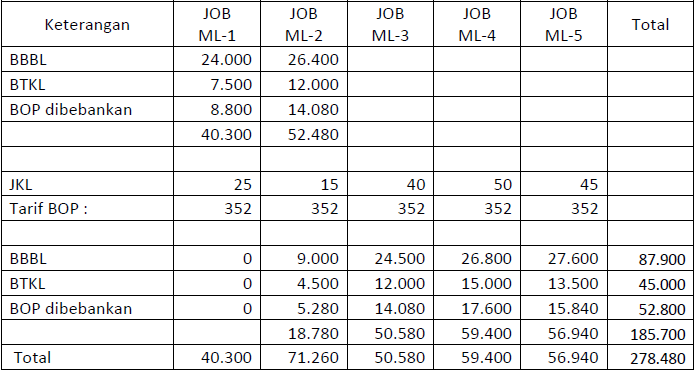 Keterangan JOB ML-1 JOB ML-2 JOB ML-3 JOB ML-4 JOB ML-5 Total
BBBL 24.000 26.400
BTKL 7.500 12.000
BOP dibebankan 8.800 14.080
40.300 52.480
JKL 25 15 40 50 45
Tarif BOP : 352 352 352 352 352
BBBL 0 9.000 24.500 26.800 27.600 87.900
BTKL 0 4.500 12.000 15.000 13.500 45.000
BOP dibebankan 0 5.280 14.080 17.600 15.840 52.800
18.780 50.580 59.400 56.940 185.700
Total 40.300 71.260 50.580 59.400 56.940 278.480